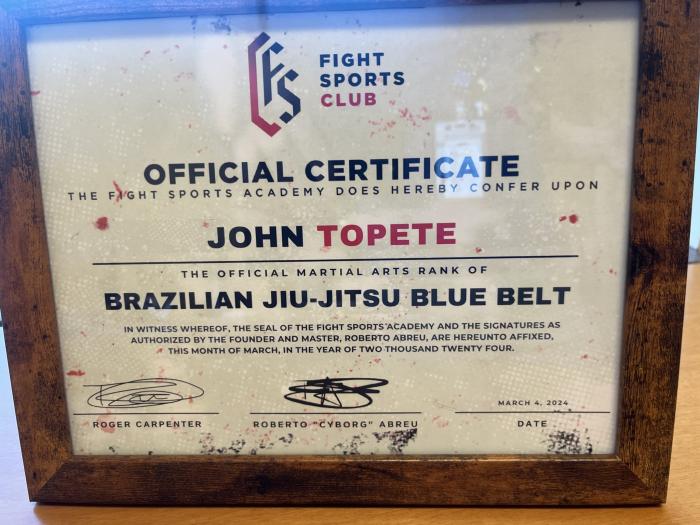 FS
FIGHT
SPORTS
CLUB
OFFICIAL CERTIFICATE
THE FIGHT SPORTS ACADEMY DOES HEREBY CONFER UPON
JOHN TOPETE
THE OFFICIAL MARTIAL ARTS RANK OF
BRAZILIAN JIU-JITSU BLUE BELT
IN WITNESS WHEREOF, THE SEAL OF THE FIGHT SPORTS ACADEMY AND THE SIGNATURES AS
AUTHORIZED BY THE FOUNDER AND MASTER, ROBERTO ABREU, ARE HEREUNTO AFFIXED,
THIS MONTH OF MARCH, IN THE YEAR OF TWO THOUSAND TWENTY FOUR.
MARCH 4, 2024
ROGER CARPENTER
ROBERTO "CYBORG" ABREU
DATE